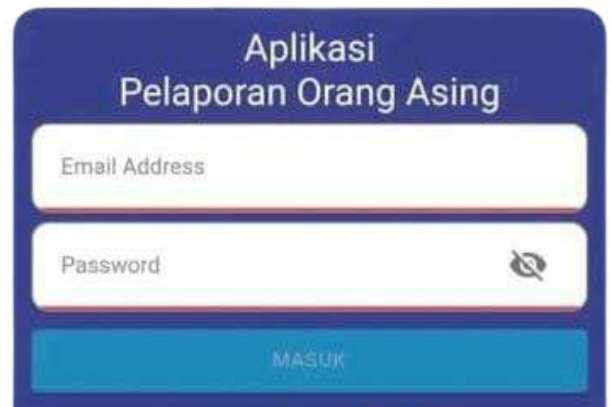 Aplikasi
Pelaporan Orang Asing
Email Address
Password
MASUK